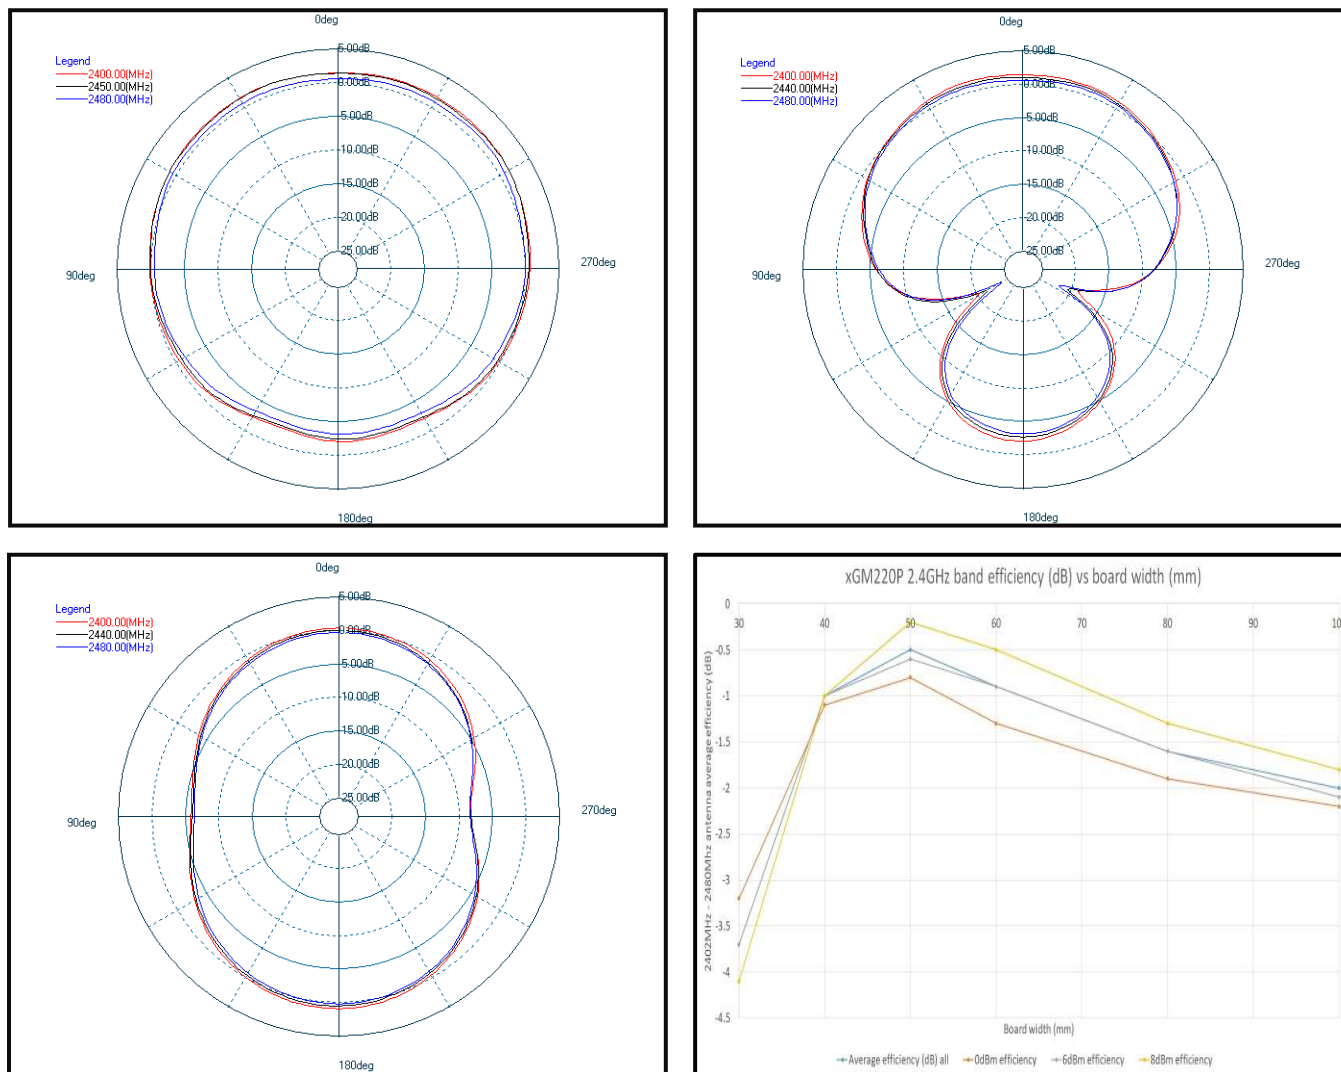 0deg
5.00dB
Legend
2400.00(MHz)
2450.00(MHz)
2480.00(MHz)
0.00dB
5.00dB
10.00dB
15.00dB
20.00dB
25.00dB
90deg
270deg
180deg
0deg
5.00dB
Legend
2400.00(MHz)
2440.00(MHz)
2480.00(MHz)
0.00dB
5.00dB
10.00dB
15.00dB
20.00dB
25.00dB
90deg
270deg
180deg
0deg
5.00dB
Legend
2400.00(MHz)
2440.00(MHz)
2480.00(MHz)
0.00dB
5.00dB
10.00dB
15.00dB
20.00dB
25.00dB
90deg
270deg
180deg
xGM220P 2.4GHz band efficiency (dB) vs board width (mm)
0
30 40 50 60 70 80 90 100
-0.5
-1
-1.5
-2
-2.5
-3
-3.5
-4
-4.5
2402MHz - 2480Mhz antenna average efficiency (dB)
Board width (mm)
Average efficiency (dB) all 0dBm efficiency 6dBm efficiency 8dBm efficiency